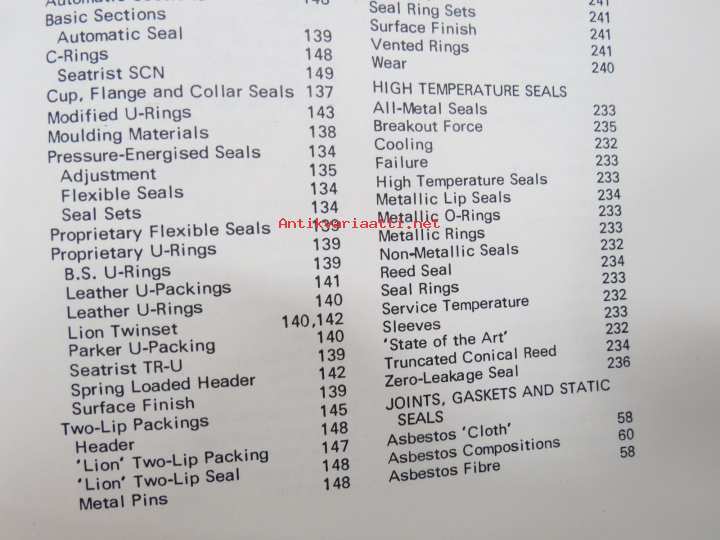 148
Basic Sections
Automatic Seal 139
C-Rings 148
Seatrist SCN 149
Cup, Flange and Collar Seals 137
Modified U-Rings 143
Moulding Materials 138
Pressure-Energised Seals 134
Adjustment 135
Flexible Seals 134
Seal Sets 134
Proprietary Flexible Seals 139
Proprietary U-Rings 139
B.S. U-Rings 139
Leather U-Packings 141
Leather U-Rings 140
Lion Twinset 140,142
Parker U-Packing 140
Seatrist TR-U 139
Spring Loaded Header 142
Surface Finish 139
Two-Lip Packings 145
Header 148
'Lion' Two-Lip Packing 147
'Lion' Two-Lip Seal 148
Metal Pins 148
241
Seal Ring Sets 241
Surface Finish 241
Vented Rings 241
Wear 240
HIGH TEMPERATURE SEALS
All-Metal Seals 233
Breakout Force 235
Cooling 232
Failure 233
High Temperature Seals 233
Metallic Lip Seals 234
Metallic O-Rings 233
Metallic Rings 233
Non-Metallic Seals 232
Reed Seal 234
Seal Rings 233
Service Temperature 232
Sleeves 233
'State of the Art' 232
Truncated Conical Reed 234
Zero-Leakage Seal 236
JOINTS, GASKETS AND STATIC
SEALS
Asbestos 'Cloth' 58
Asbestos Compositions 60
Asbestos Fibre 58
Antikvariaatti.net